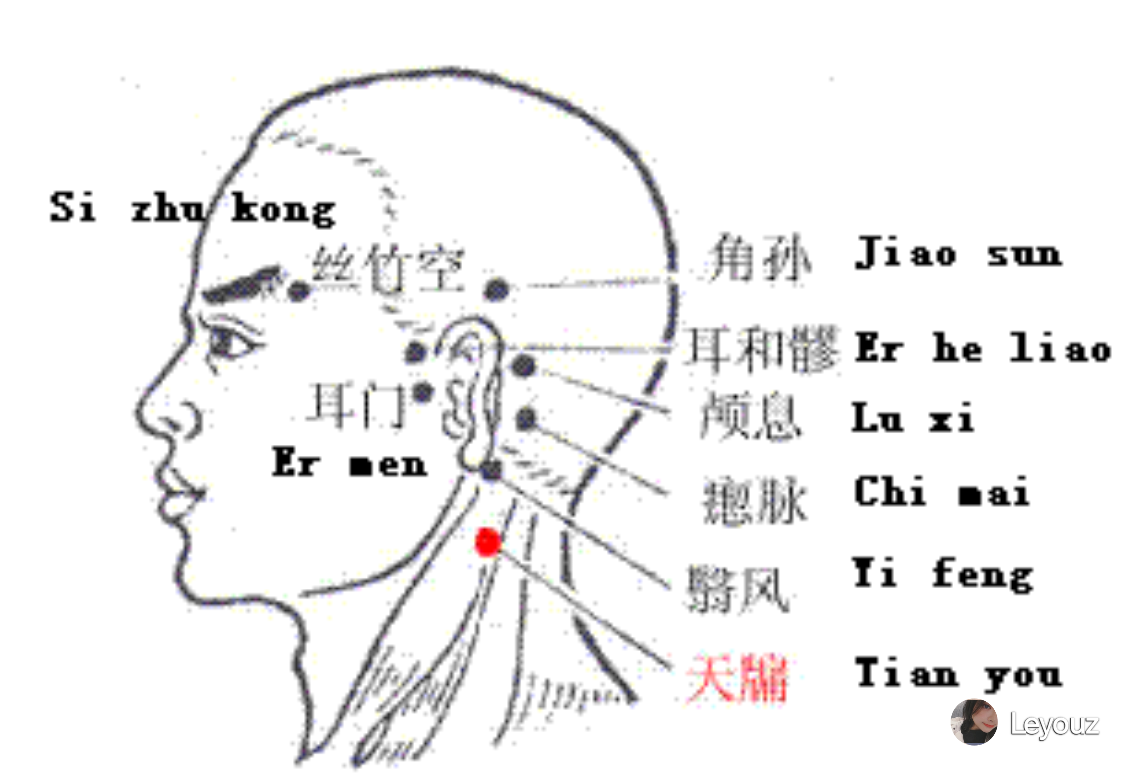 Si zhu kong
丝竹空
角孙 Jiao sun
耳和髎 Er he liao
耳门
颅息 Lu xi
Er men
瘛脉 Chi mai
翳风 Yi feng
天牖 Tian you
Leyouz